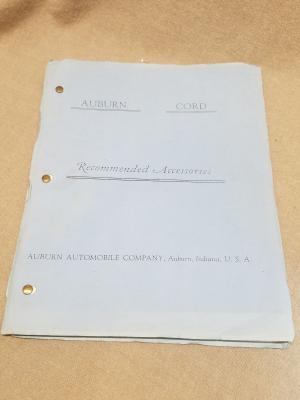 AUBURN CORD
Recommended Accessories
AUBURN AUTOMOBILE COMPANY, Auburn, Indiana, U. S. A.